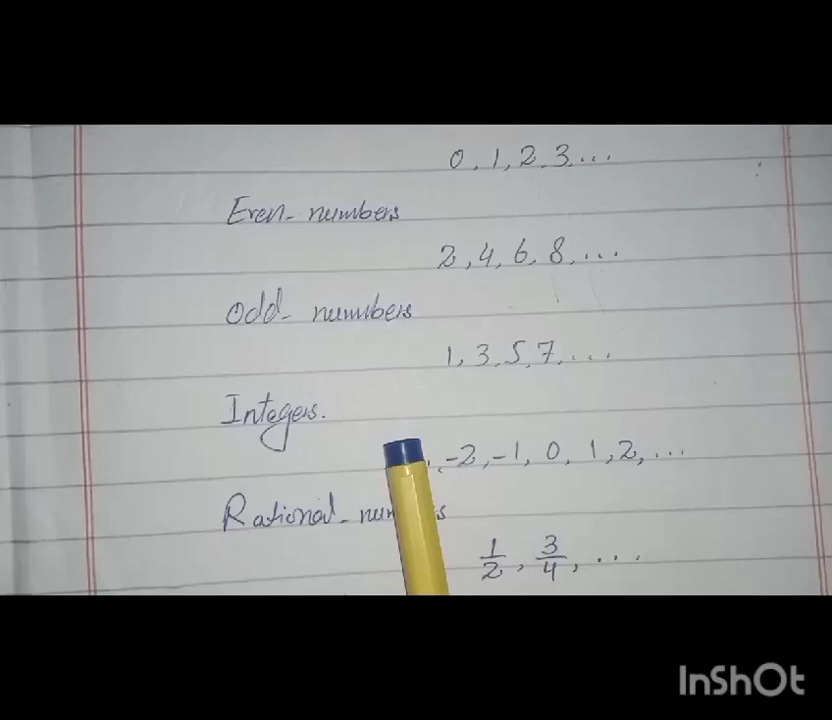 0, 1, 2, 3, ...
Even numbers
2, 4, 6, 8, ...
Odd numbers
1, 3, 5, 7, ...
Integers.
-2, -1, 0, 1, 2, ...
Rational
1/2, 3/4, ...
InShOt